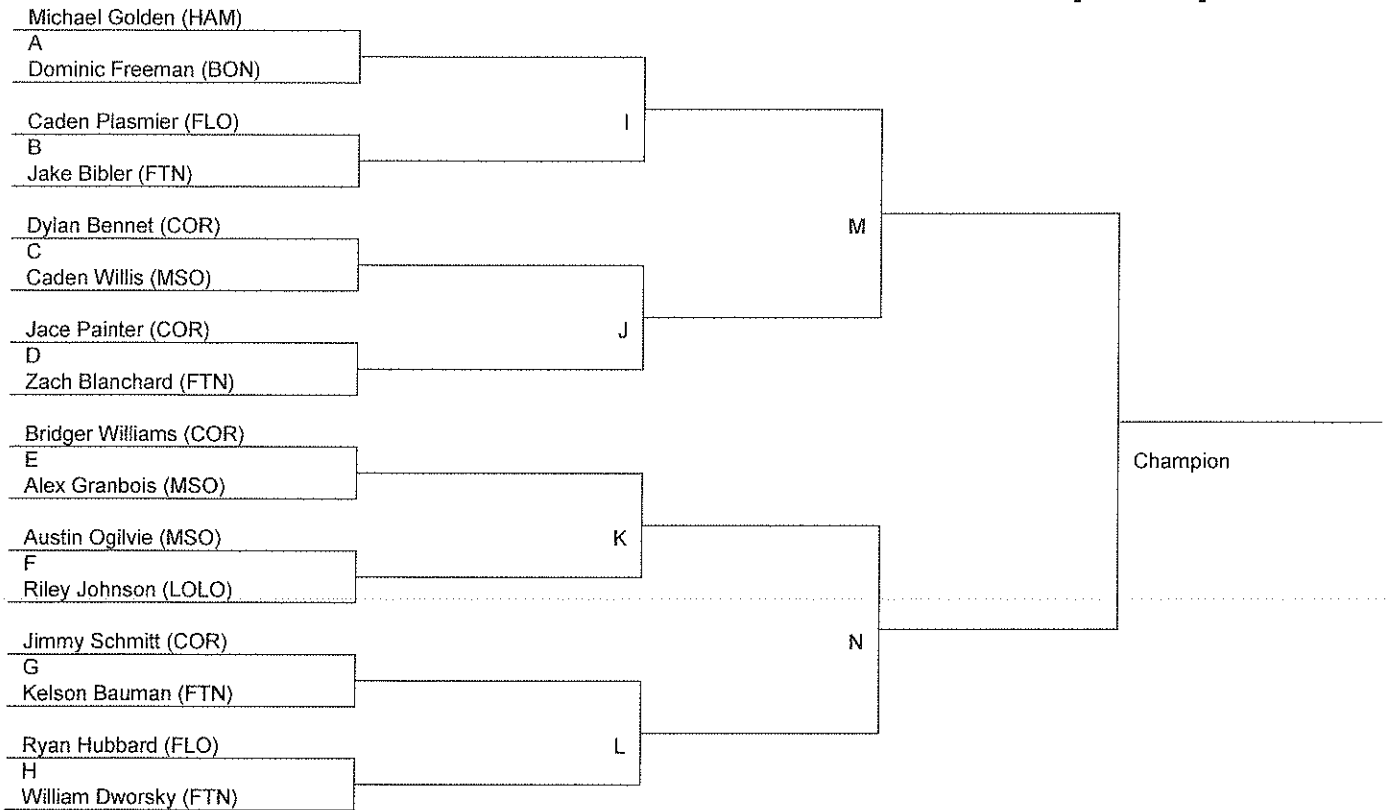 Michael Golden (HAM)
A
Dominic Freeman (BON)
Caden Plasmier (FLO)
I
B
Jake Bibler (FTN)
Dylan Bennet (COR)
M
C
Caden Willis (MSO)
Jace Painter (COR)
J
D
Zach Blanchard (FTN)
Bridger Williams (COR)
E
Champion
Alex Granbois (MSO)
Austin Ogilvie (MSO)
K
F
Riley Johnson (LOLO)
Jimmy Schmitt (COR)
N
G
Kelson Bauman (FTN)
Ryan Hubbard (FLO)
L
H
William Dworsky (FTN)